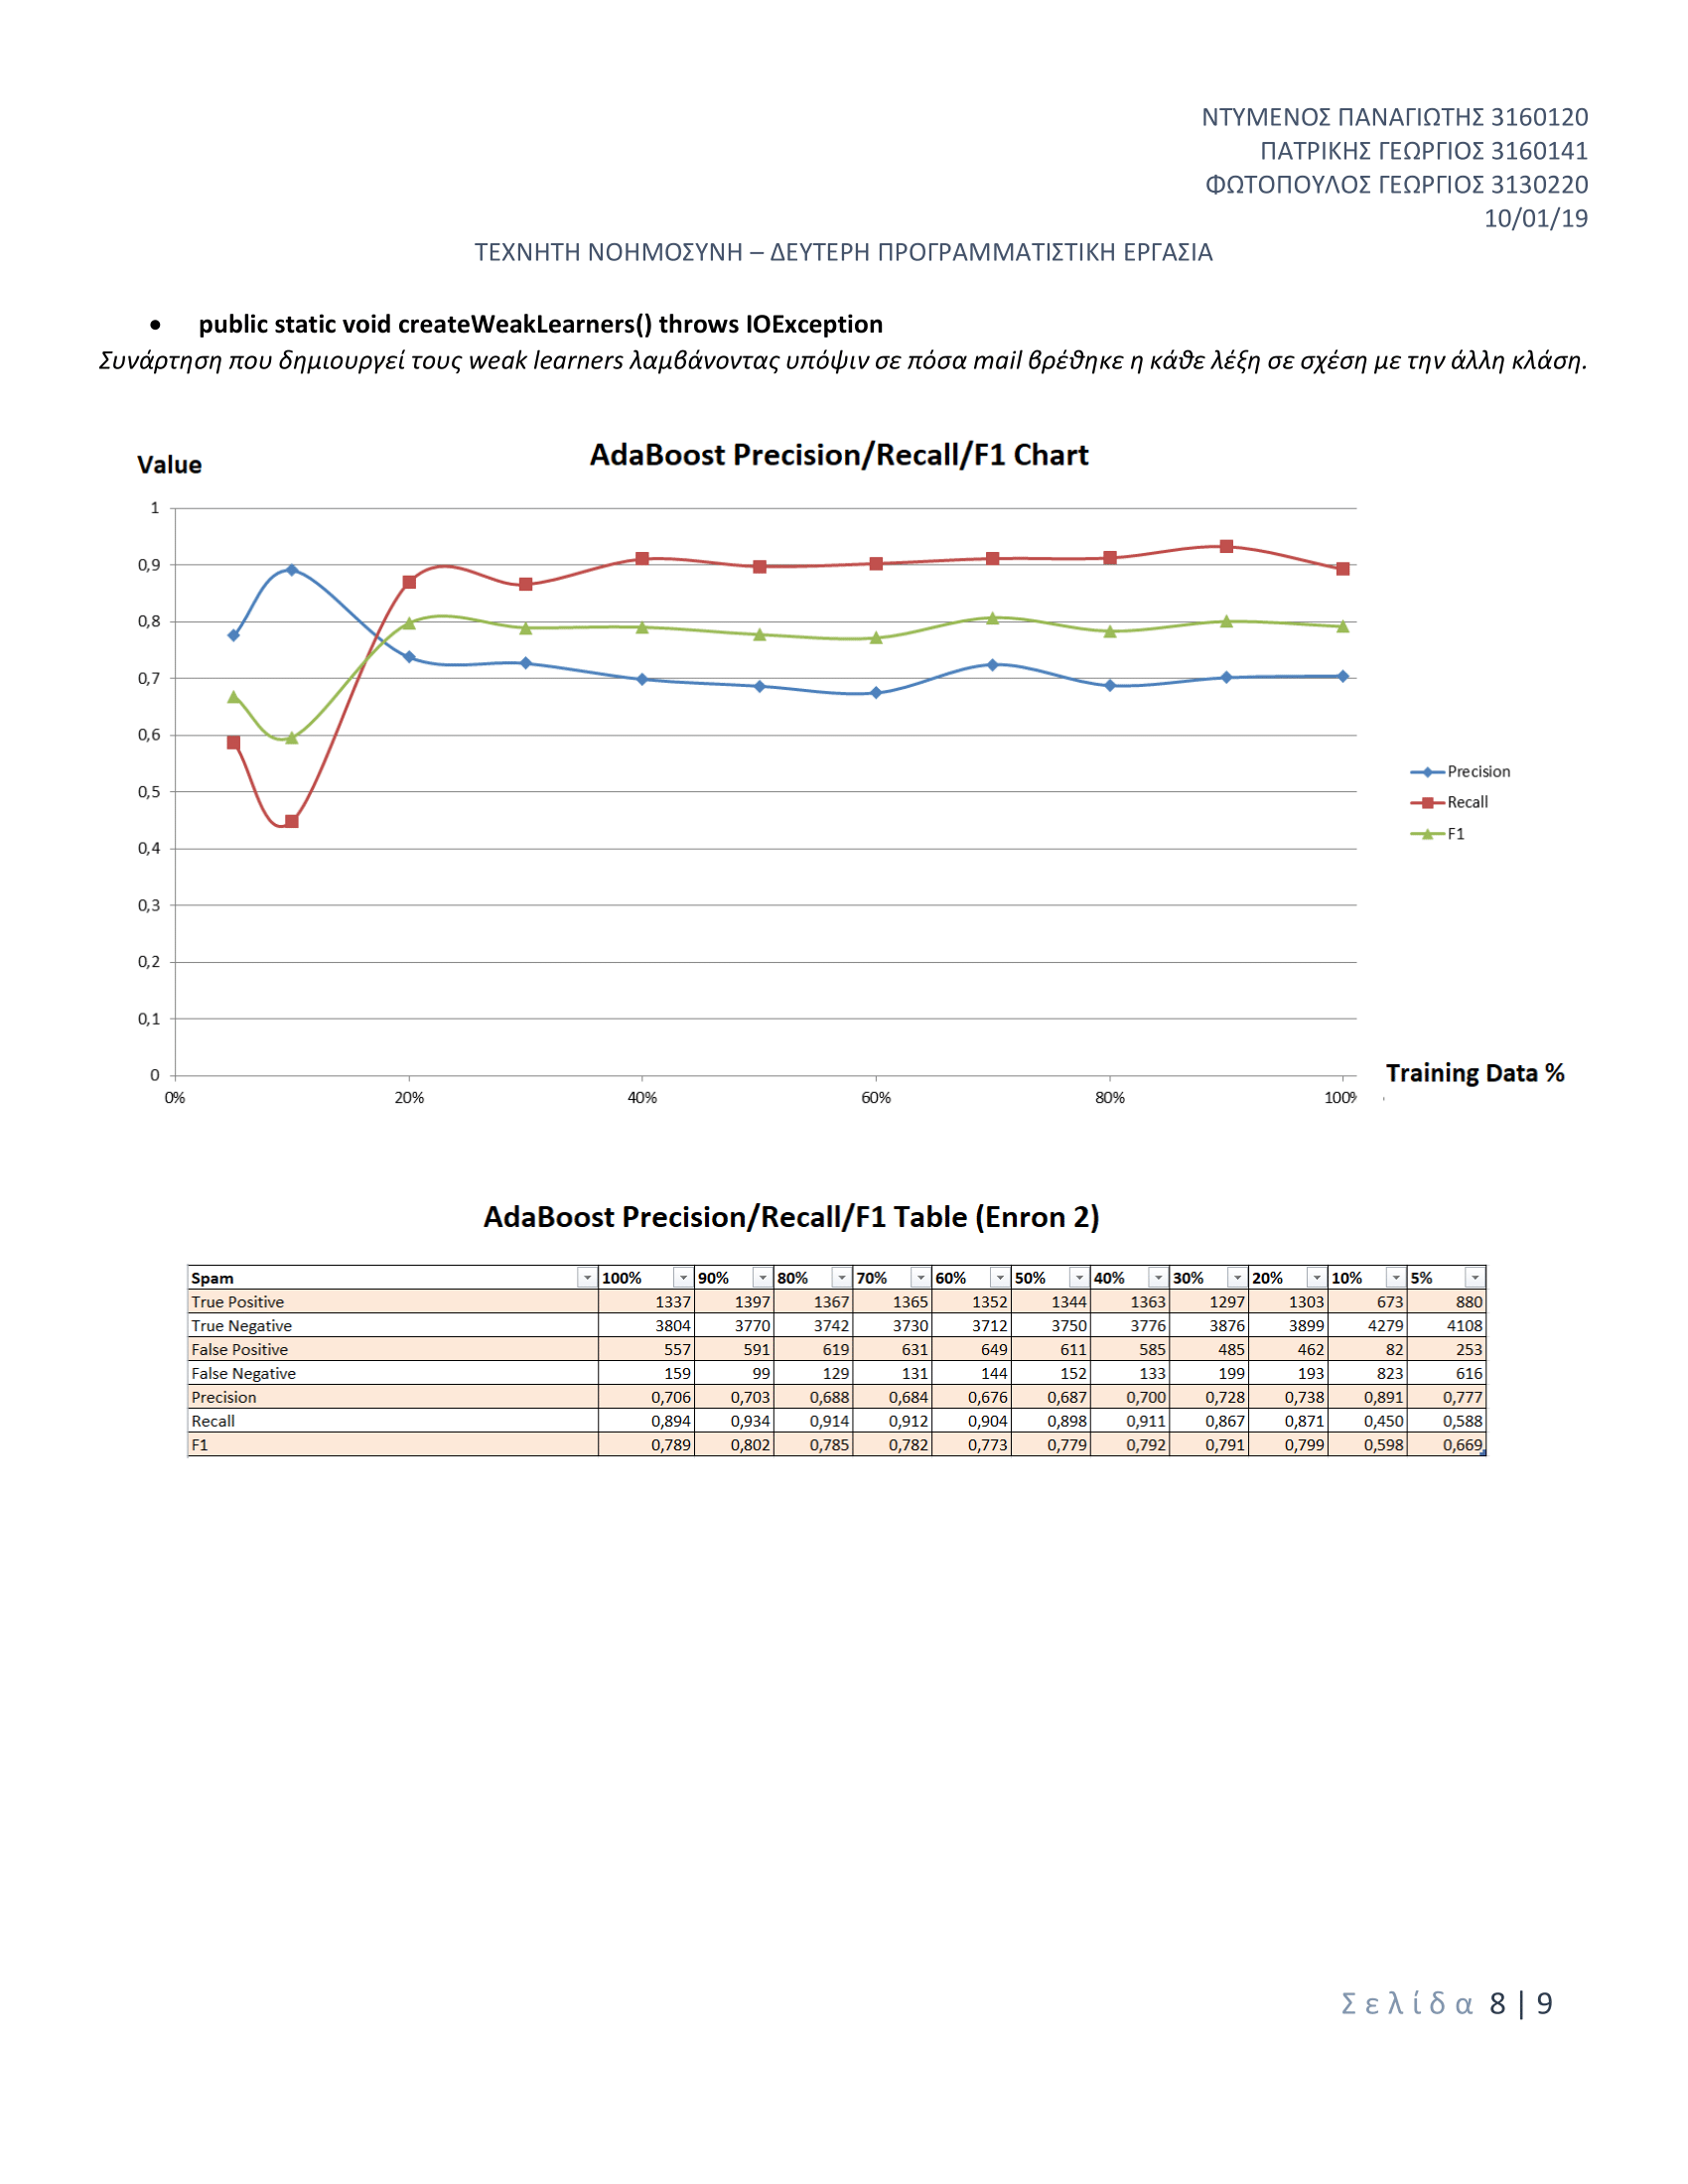 ΝΤΥΜΕΝΟΣ ΠΑΝΑΓΙΩΤΗΣ 3160120
ΠΑΤΡΙΚΗΣ ΓΕΩΡΓΙΟΣ 3160141
ΦΩΤΟΠΟΥΛΟΣ ΓΕΩΡΓΙΟΣ 3130220
10/01/19
ΤΕΧΝΗΤΗ ΝΟΗΜΟΣΥΝΗ – ΔΕΥΤΕΡΗ ΠΡΟΓΡΑΜΜΑΤΙΣΤΙΚΗ ΕΡΓΑΣΙΑ
• public static void createWeakLearners() throws IOException
Συνάρτηση που δημιουργεί τους weak learners λαμβάνοντας υπόψιν σε πόσα mail βρέθηκε η κάθε λέξη σε σχέση με την άλλη κλάση.
AdaBoost Precision/Recall/F1 Chart
Value
1
0,9
0,8
0,7
0,6
0,5
0,4
0,3
0,2
0,1
0
0% 20% 40% 60% 80% 100%
Training Data %
Precision
Recall
F1
AdaBoost Precision/Recall/F1 Table (Enron 2)
Spam 100% 90% 80% 70% 60% 50% 40% 30% 20% 10% 5%
True Positive 1337 1397 1367 1365 1352 1344 1363 1297 1303 673 880
True Negative 3804 3770 3742 3730 3712 3750 3776 3876 3899 4279 4108
False Positive 557 591 619 631 649 611 585 485 462 82 253
False Negative 159 99 129 131 144 152 133 199 193 823 616
Precision 0,706 0,703 0,688 0,684 0,676 0,687 0,700 0,728 0,738 0,891 0,777
Recall 0,894 0,934 0,914 0,912 0,904 0,898 0,911 0,867 0,871 0,450 0,588
F1 0,789 0,802 0,785 0,782 0,773 0,779 0,792 0,791 0,799 0,598 0,669
Σελίδα 8 | 9